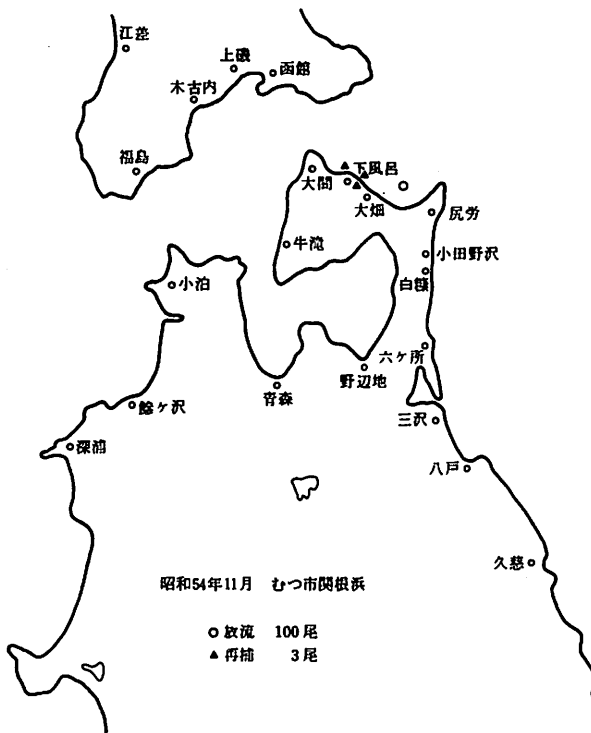 江差
上磯
函館
木古内
福島
下風呂
大間
大畑
尻労
牛滝
小田野沢
白糠
小泊
六ケ所
野辺地
青森
鰺ケ沢
三沢
深浦
八戸
久慈
昭和54年11月 むつ市関根浜
○ 放流 100尾
▲ 再捕 3尾